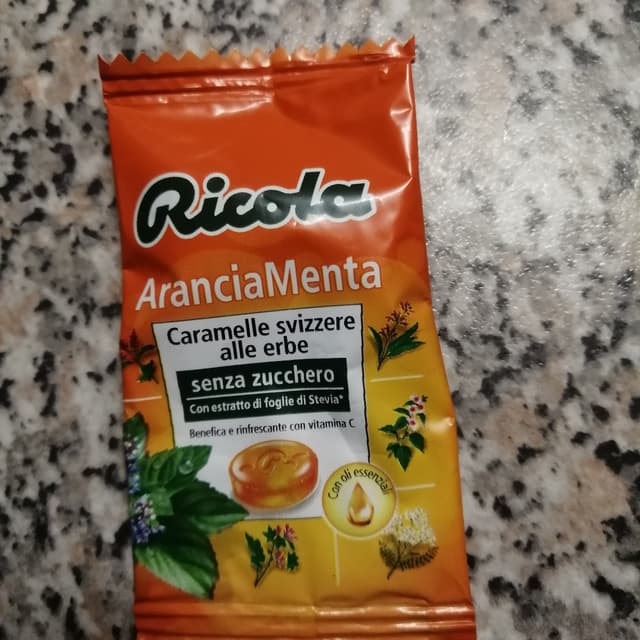 Ricola
AranciaMenta
Caramelle svizzere
alle erbe
senza zucchero
Con estratto di foglie di Stevia*
Benefica e rinfrescante con vitamina C
Con oli essenziali